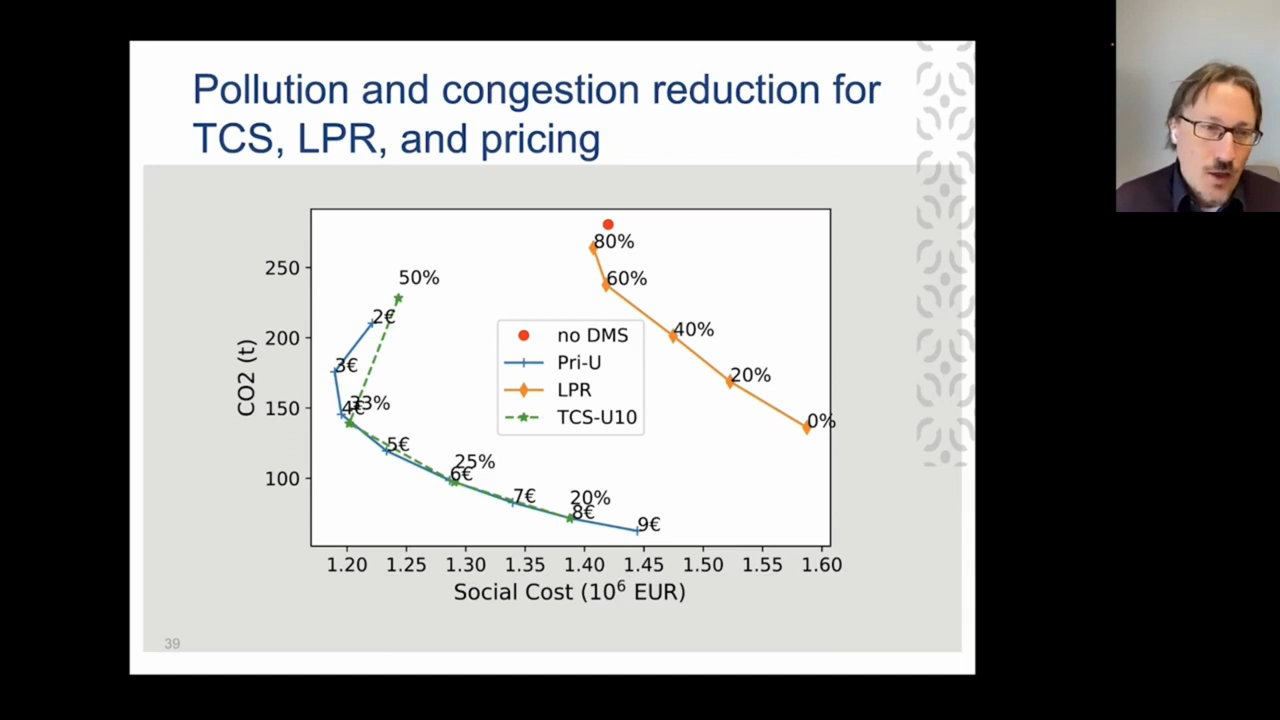 Pollution and congestion reduction for
TCS, LPR, and pricing
80%
50%
250
60%
2€
40%
200
no DMS
CO2 (t)
3€
Pri-U
20%
LPR
150
4€
33%
TCS-U10
0%
5€
25%
100
6€
7€
20%
8€
9€
1.20 1.25 1.30 1.35 1.40 1.45 1.50 1.55 1.60
Social Cost (10⁶ EUR)
39